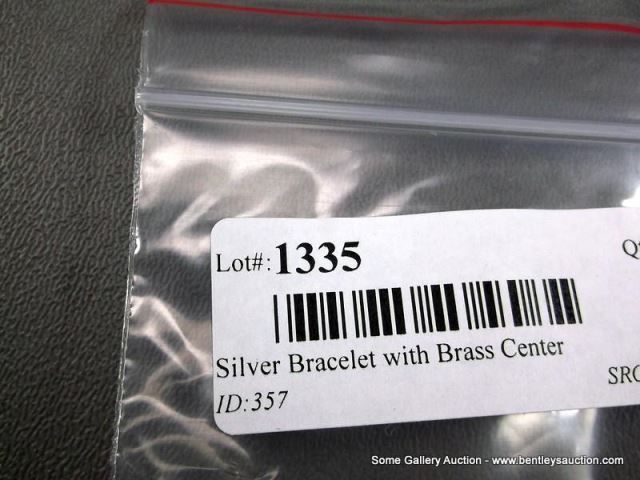 Lot#: 1335
Silver Bracelet with Brass Center
ID:357
Some Gallery Auction - www.bentleysauction.com